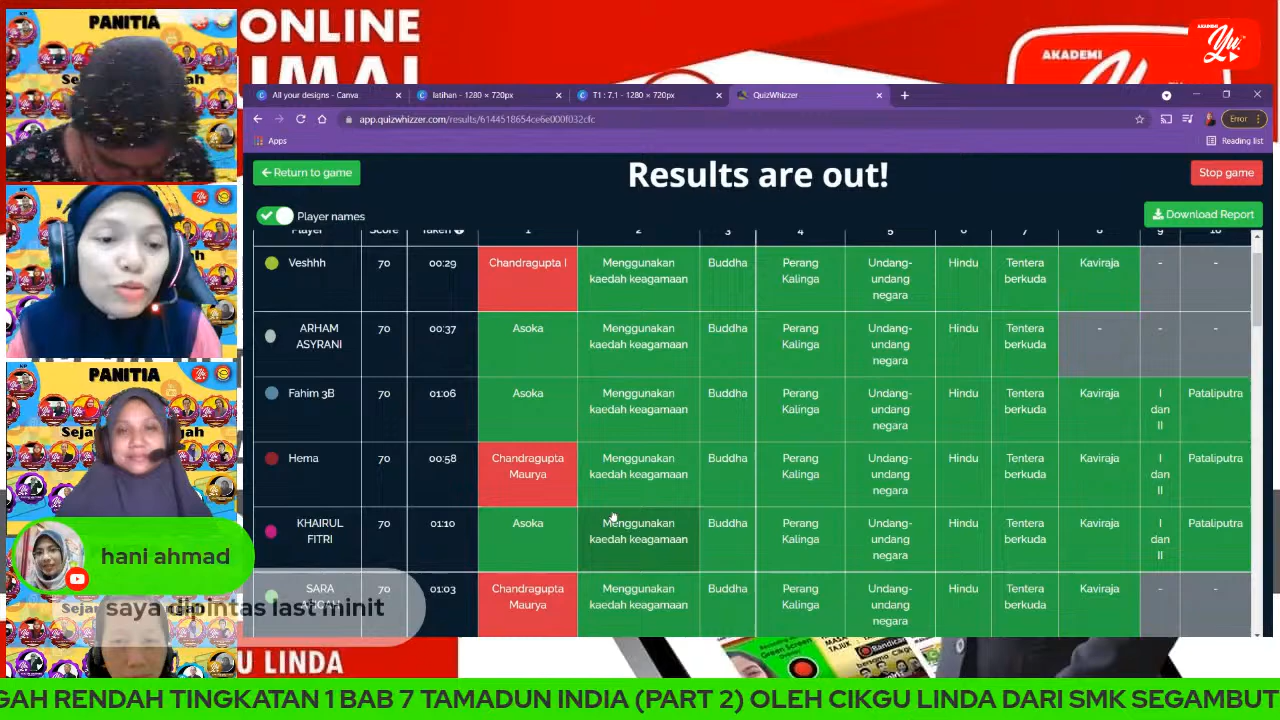 ONLINE
PANITIA
AKADEMI
Yu
AKADEMI
All your designs - Canva
latihan - 1280 × 720px
T1 : 7.1 - 1280 × 720px
QuizWhizzer
app.quizwhizzer.com/results/6144518654ce6e000f032cfc
Error
Apps
Reading list
Return to game
Results are out!
Stop game
Player names
Download Report
Player Score Taken 1 2 3 4 5 6 7 8 9 10
Veshhh 70 00:29 Chandragupta I Menggunakan kaedah keagamaan Buddha Perang Kalinga Undang-undang negara Hindu Tentera berkuda Kaviraja - -
ARHAM ASYRANI 70 00:37 Asoka Menggunakan kaedah keagamaan Buddha Perang Kalinga Undang-undang negara Hindu Tentera berkuda - - -
Fahim 3B 70 01:06 Asoka Menggunakan kaedah keagamaan Buddha Perang Kalinga Undang-undang negara Hindu Tentera berkuda Kaviraja I dan II Pataliputra
Hema 70 00:58 Chandragupta Maurya Menggunakan kaedah keagamaan Buddha Perang Kalinga Undang-undang negara Hindu Tentera berkuda Kaviraja I dan II Pataliputra
KHAIRUL FITRI 70 01:10 Asoka Menggunakan kaedah keagamaan Buddha Perang Kalinga Undang-undang negara Hindu Tentera berkuda Kaviraja I dan II Pataliputra
SARA 70 01:03 Chandragupta Maurya Menggunakan kaedah keagamaan Buddha Perang Kalinga Undang-undang negara Hindu Tentera berkuda Kaviraja - -
PANITIA
hani ahmad
saya dipintas last minit
U LINDA
GAH RENDAH TINGKATAN 1 BAB 7 TAMADUN INDIA (PART 2) OLEH CIKGU LINDA DARI SMK SEGAMBUT